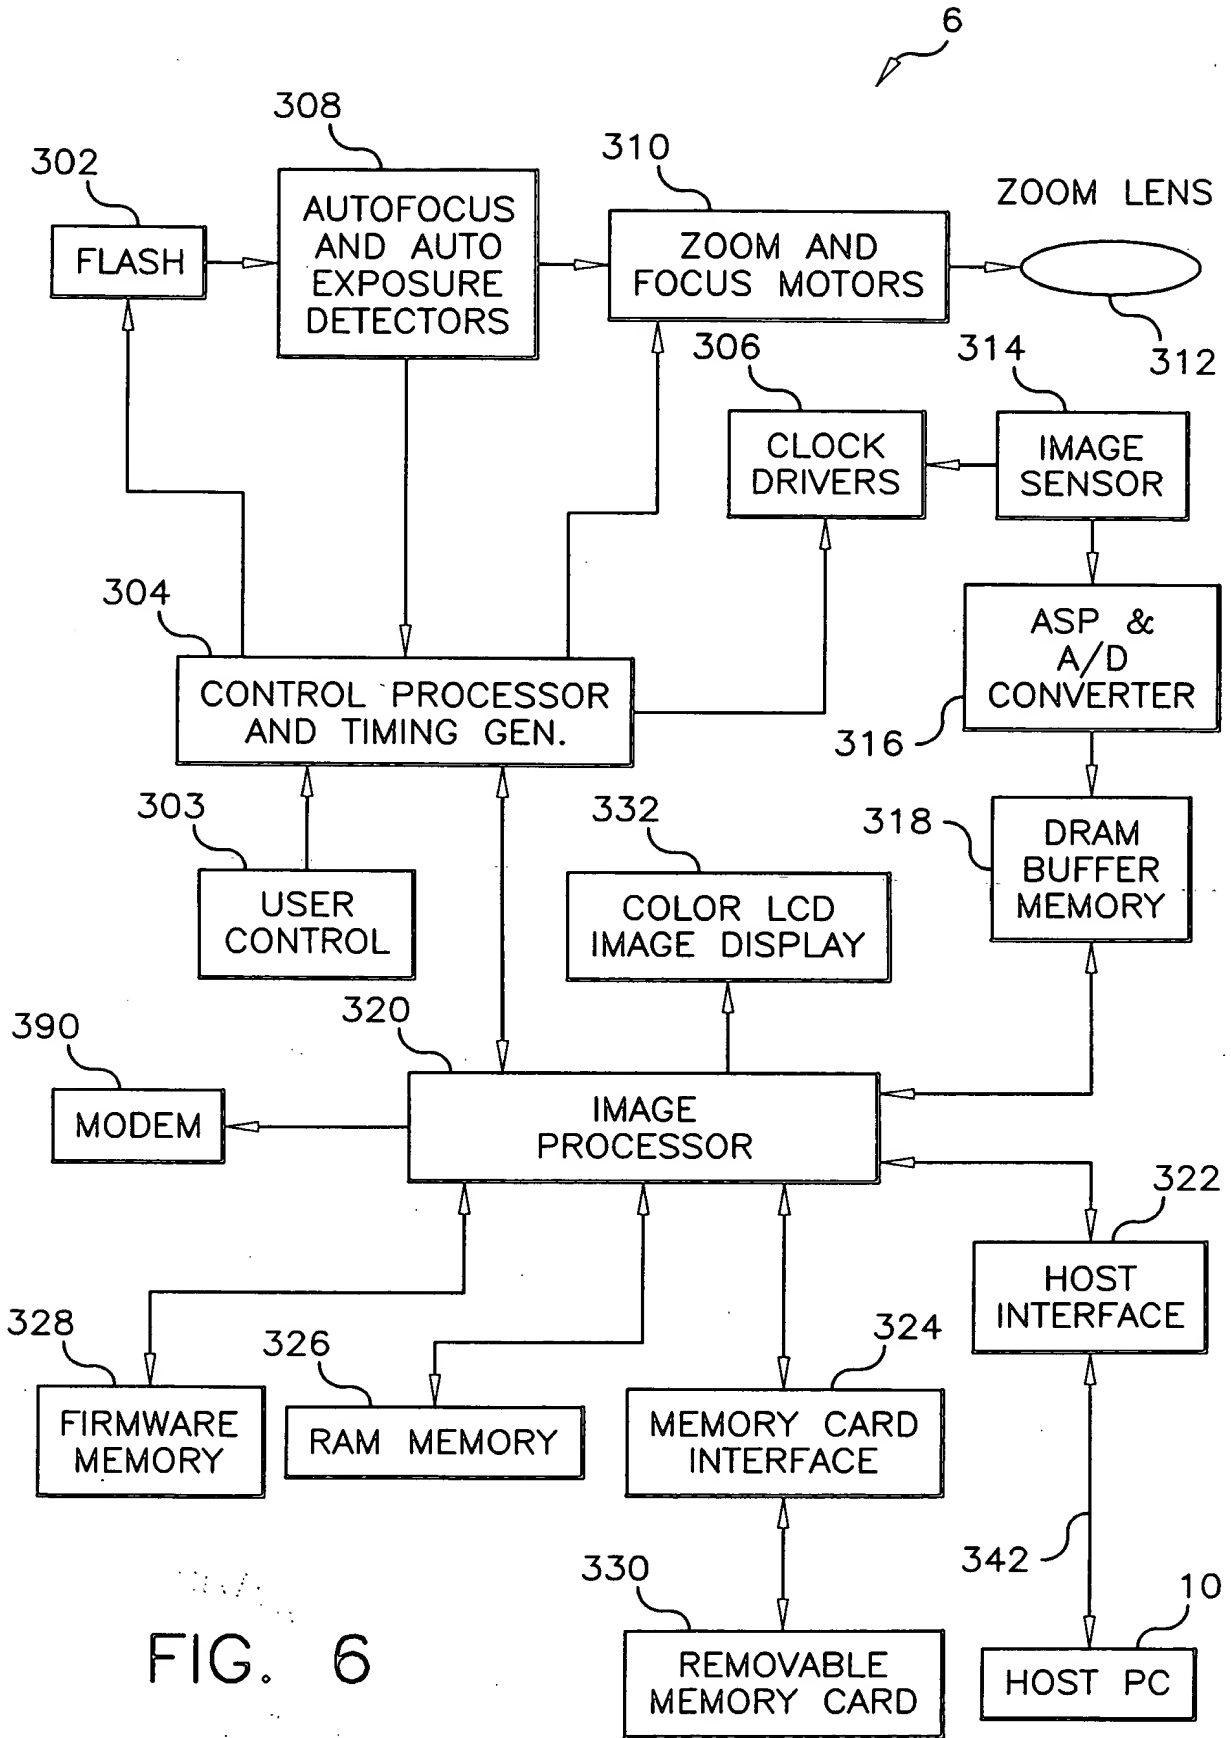 6
308
302
310
ZOOM LENS
FLASH
AUTOFOCUS
AND AUTO
EXPOSURE
DETECTORS
ZOOM AND
FOCUS MOTORS
312
306
314
CLOCK
DRIVERS
IMAGE
SENSOR
304
ASP &
A/D
CONVERTER
316
CONTROL PROCESSOR
AND TIMING GEN.
303
332
318
USER
CONTROL
COLOR LCD
IMAGE DISPLAY
DRAM
BUFFER
MEMORY
390
320
MODEM
IMAGE
PROCESSOR
322
HOST
INTERFACE
328
326
324
FIRMWARE
MEMORY
RAM MEMORY
MEMORY CARD
INTERFACE
342
330
10
REMOVABLE
MEMORY CARD
HOST PC
FIG. 6